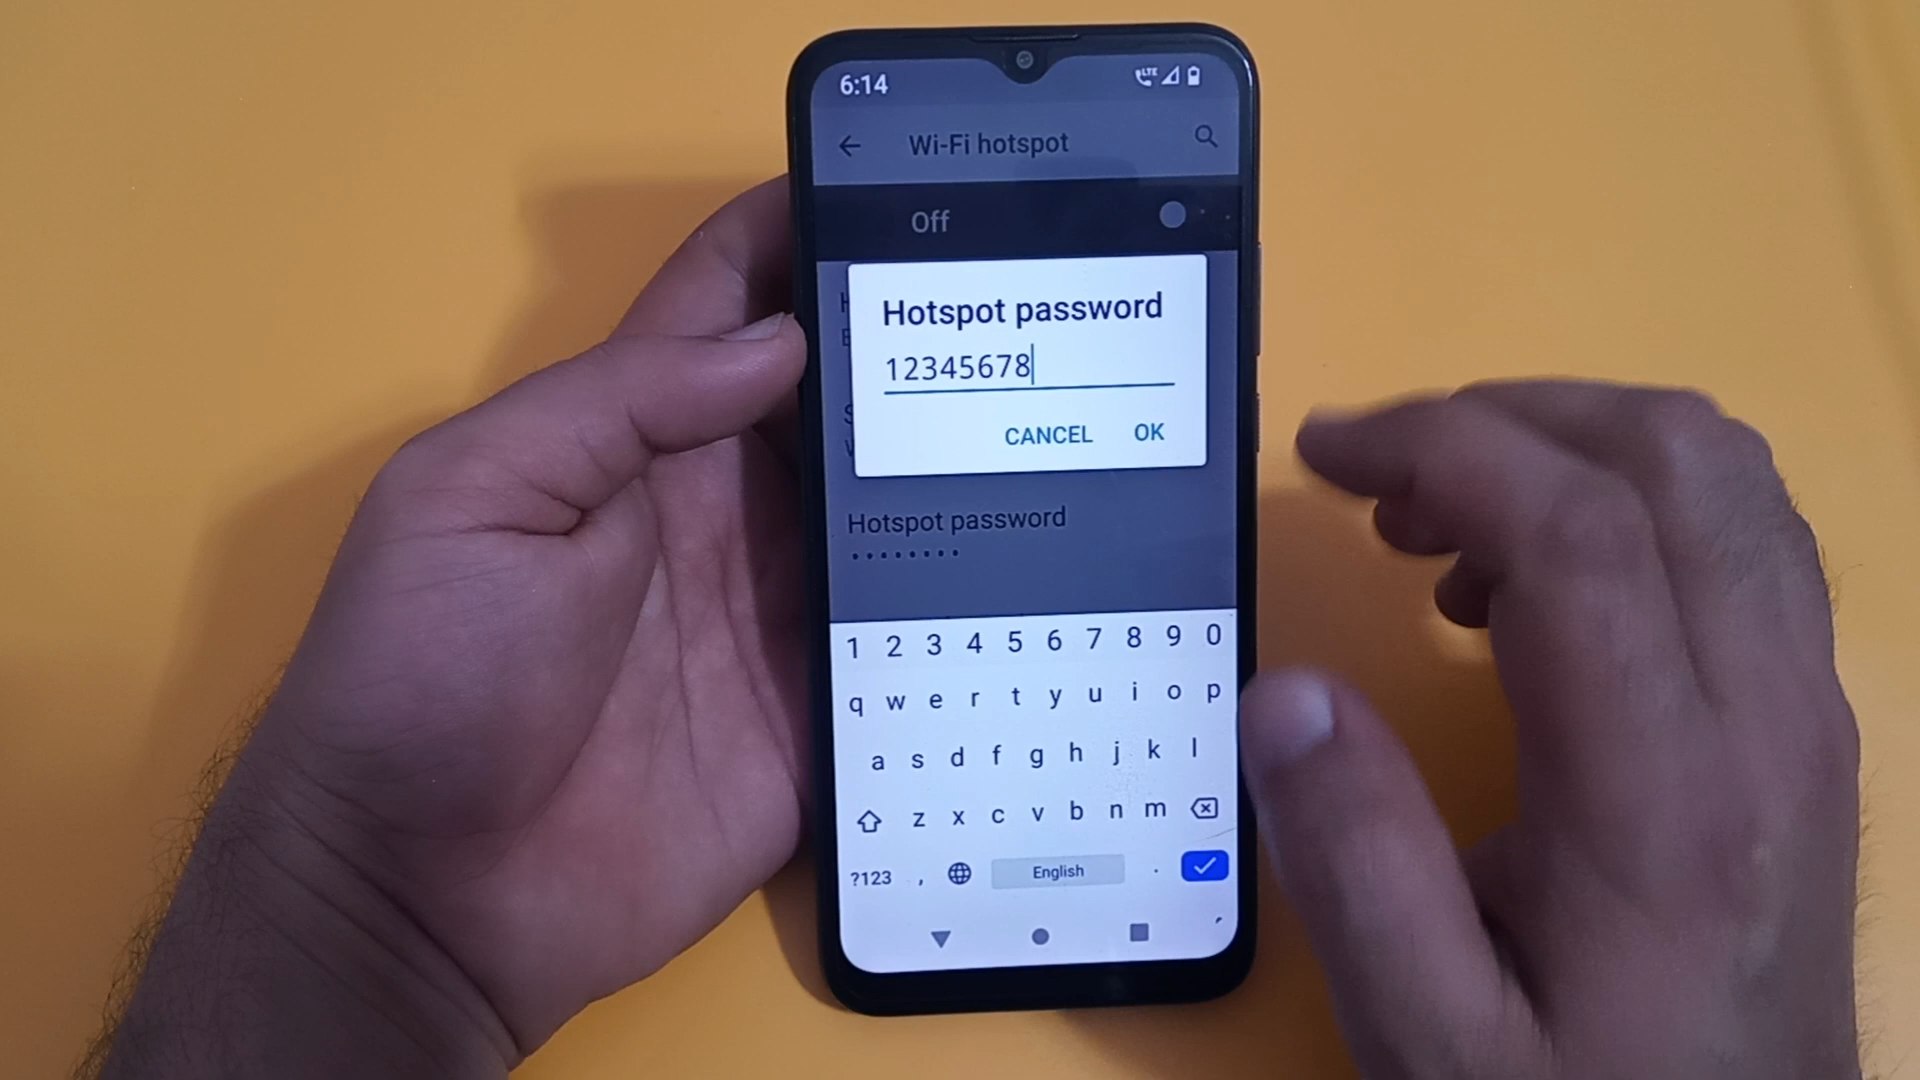 6:14
LTE
Wi-Fi hotspot
Off
Hotspot password
12345678
CANCEL OK
Hotspot password
••••••••
1 2 3 4 5 6 7 8 9 0
q w e r t y u i o p
a s d f g h j k l
z x c v b n m
?123 , English .